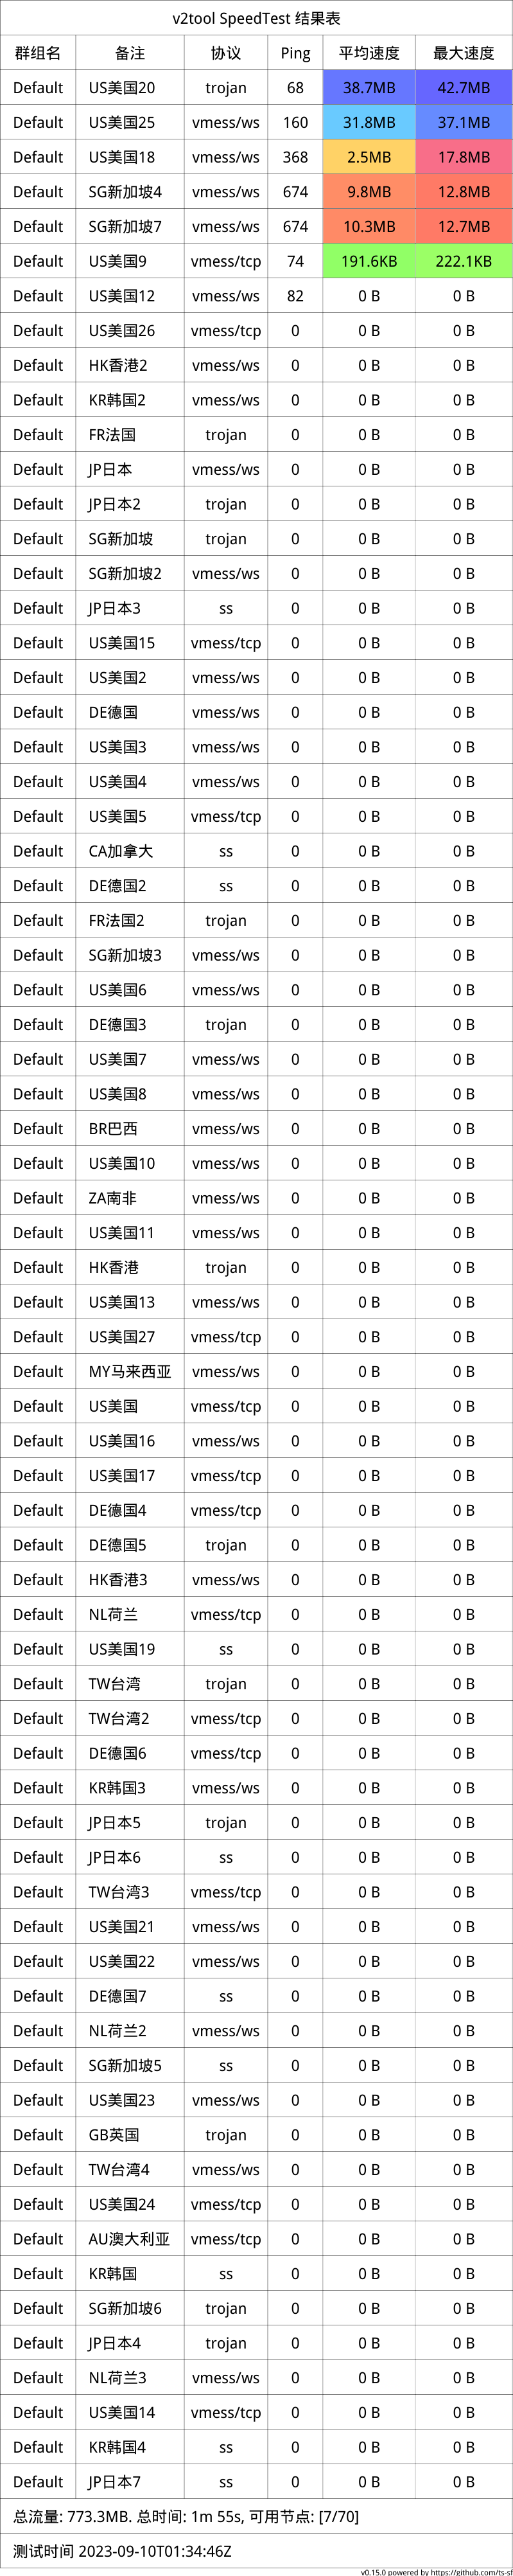 v2tool SpeedTest 结果表
群组名 备注 协议 Ping 平均速度 最大速度
Default US美国20 trojan 68 38.7MB 42.7MB
Default US美国25 vmess/ws 160 31.8MB 37.1MB
Default US美国18 vmess/ws 368 2.5MB 17.8MB
Default SG新加坡4 vmess/ws 674 9.8MB 12.8MB
Default SG新加坡7 vmess/ws 674 10.3MB 12.7MB
Default US美国9 vmess/tcp 74 191.6KB 222.1KB
Default US美国12 vmess/ws 82 0 B 0 B
Default US美国26 vmess/tcp 0 0 B 0 B
Default HK香港2 vmess/ws 0 0 B 0 B
Default KR韩国2 vmess/ws 0 0 B 0 B
Default FR法国 trojan 0 0 B 0 B
Default JP日本 vmess/ws 0 0 B 0 B
Default JP日本2 trojan 0 0 B 0 B
Default SG新加坡 trojan 0 0 B 0 B
Default SG新加坡2 vmess/ws 0 0 B 0 B
Default JP日本3 ss 0 0 B 0 B
Default US美国15 vmess/tcp 0 0 B 0 B
Default US美国2 vmess/ws 0 0 B 0 B
Default DE德国 vmess/ws 0 0 B 0 B
Default US美国3 vmess/ws 0 0 B 0 B
Default US美国4 vmess/ws 0 0 B 0 B
Default US美国5 vmess/tcp 0 0 B 0 B
Default CA加拿大 ss 0 0 B 0 B
Default DE德国2 ss 0 0 B 0 B
Default FR法国2 trojan 0 0 B 0 B
Default SG新加坡3 vmess/ws 0 0 B 0 B
Default US美国6 vmess/ws 0 0 B 0 B
Default DE德国3 trojan 0 0 B 0 B
Default US美国7 vmess/ws 0 0 B 0 B
Default US美国8 vmess/ws 0 0 B 0 B
Default BR巴西 vmess/ws 0 0 B 0 B
Default US美国10 vmess/ws 0 0 B 0 B
Default ZA南非 vmess/ws 0 0 B 0 B
Default US美国11 vmess/ws 0 0 B 0 B
Default HK香港 trojan 0 0 B 0 B
Default US美国13 vmess/ws 0 0 B 0 B
Default US美国27 vmess/tcp 0 0 B 0 B
Default MY马来西亚 vmess/ws 0 0 B 0 B
Default US美国 vmess/tcp 0 0 B 0 B
Default US美国16 vmess/ws 0 0 B 0 B
Default US美国17 vmess/tcp 0 0 B 0 B
Default DE德国4 vmess/tcp 0 0 B 0 B
Default DE德国5 trojan 0 0 B 0 B
Default HK香港3 vmess/ws 0 0 B 0 B
Default NL荷兰 vmess/tcp 0 0 B 0 B
Default US美国19 ss 0 0 B 0 B
Default TW台湾 trojan 0 0 B 0 B
Default TW台湾2 vmess/tcp 0 0 B 0 B
Default DE德国6 vmess/tcp 0 0 B 0 B
Default KR韩国3 vmess/ws 0 0 B 0 B
Default JP日本5 trojan 0 0 B 0 B
Default JP日本6 ss 0 0 B 0 B
Default TW台湾3 vmess/tcp 0 0 B 0 B
Default US美国21 vmess/ws 0 0 B 0 B
Default US美国22 vmess/ws 0 0 B 0 B
Default DE德国7 ss 0 0 B 0 B
Default NL荷兰2 vmess/ws 0 0 B 0 B
Default SG新加坡5 ss 0 0 B 0 B
Default US美国23 vmess/ws 0 0 B 0 B
Default GB英国 trojan 0 0 B 0 B
Default TW台湾4 vmess/ws 0 0 B 0 B
Default US美国24 vmess/tcp 0 0 B 0 B
Default AU澳大利亚 vmess/tcp 0 0 B 0 B
Default KR韩国 ss 0 0 B 0 B
Default SG新加坡6 trojan 0 0 B 0 B
Default JP日本4 trojan 0 0 B 0 B
Default NL荷兰3 vmess/ws 0 0 B 0 B
Default US美国14 vmess/tcp 0 0 B 0 B
Default KR韩国4 ss 0 0 B 0 B
Default JP日本7 ss 0 0 B 0 B
总流量: 773.3MB. 总时间: 1m 55s, 可用节点: [7/70]
测试时间 2023-09-10T01:34:46Z
v0.15.0 powered by https://github.com/ts-sf